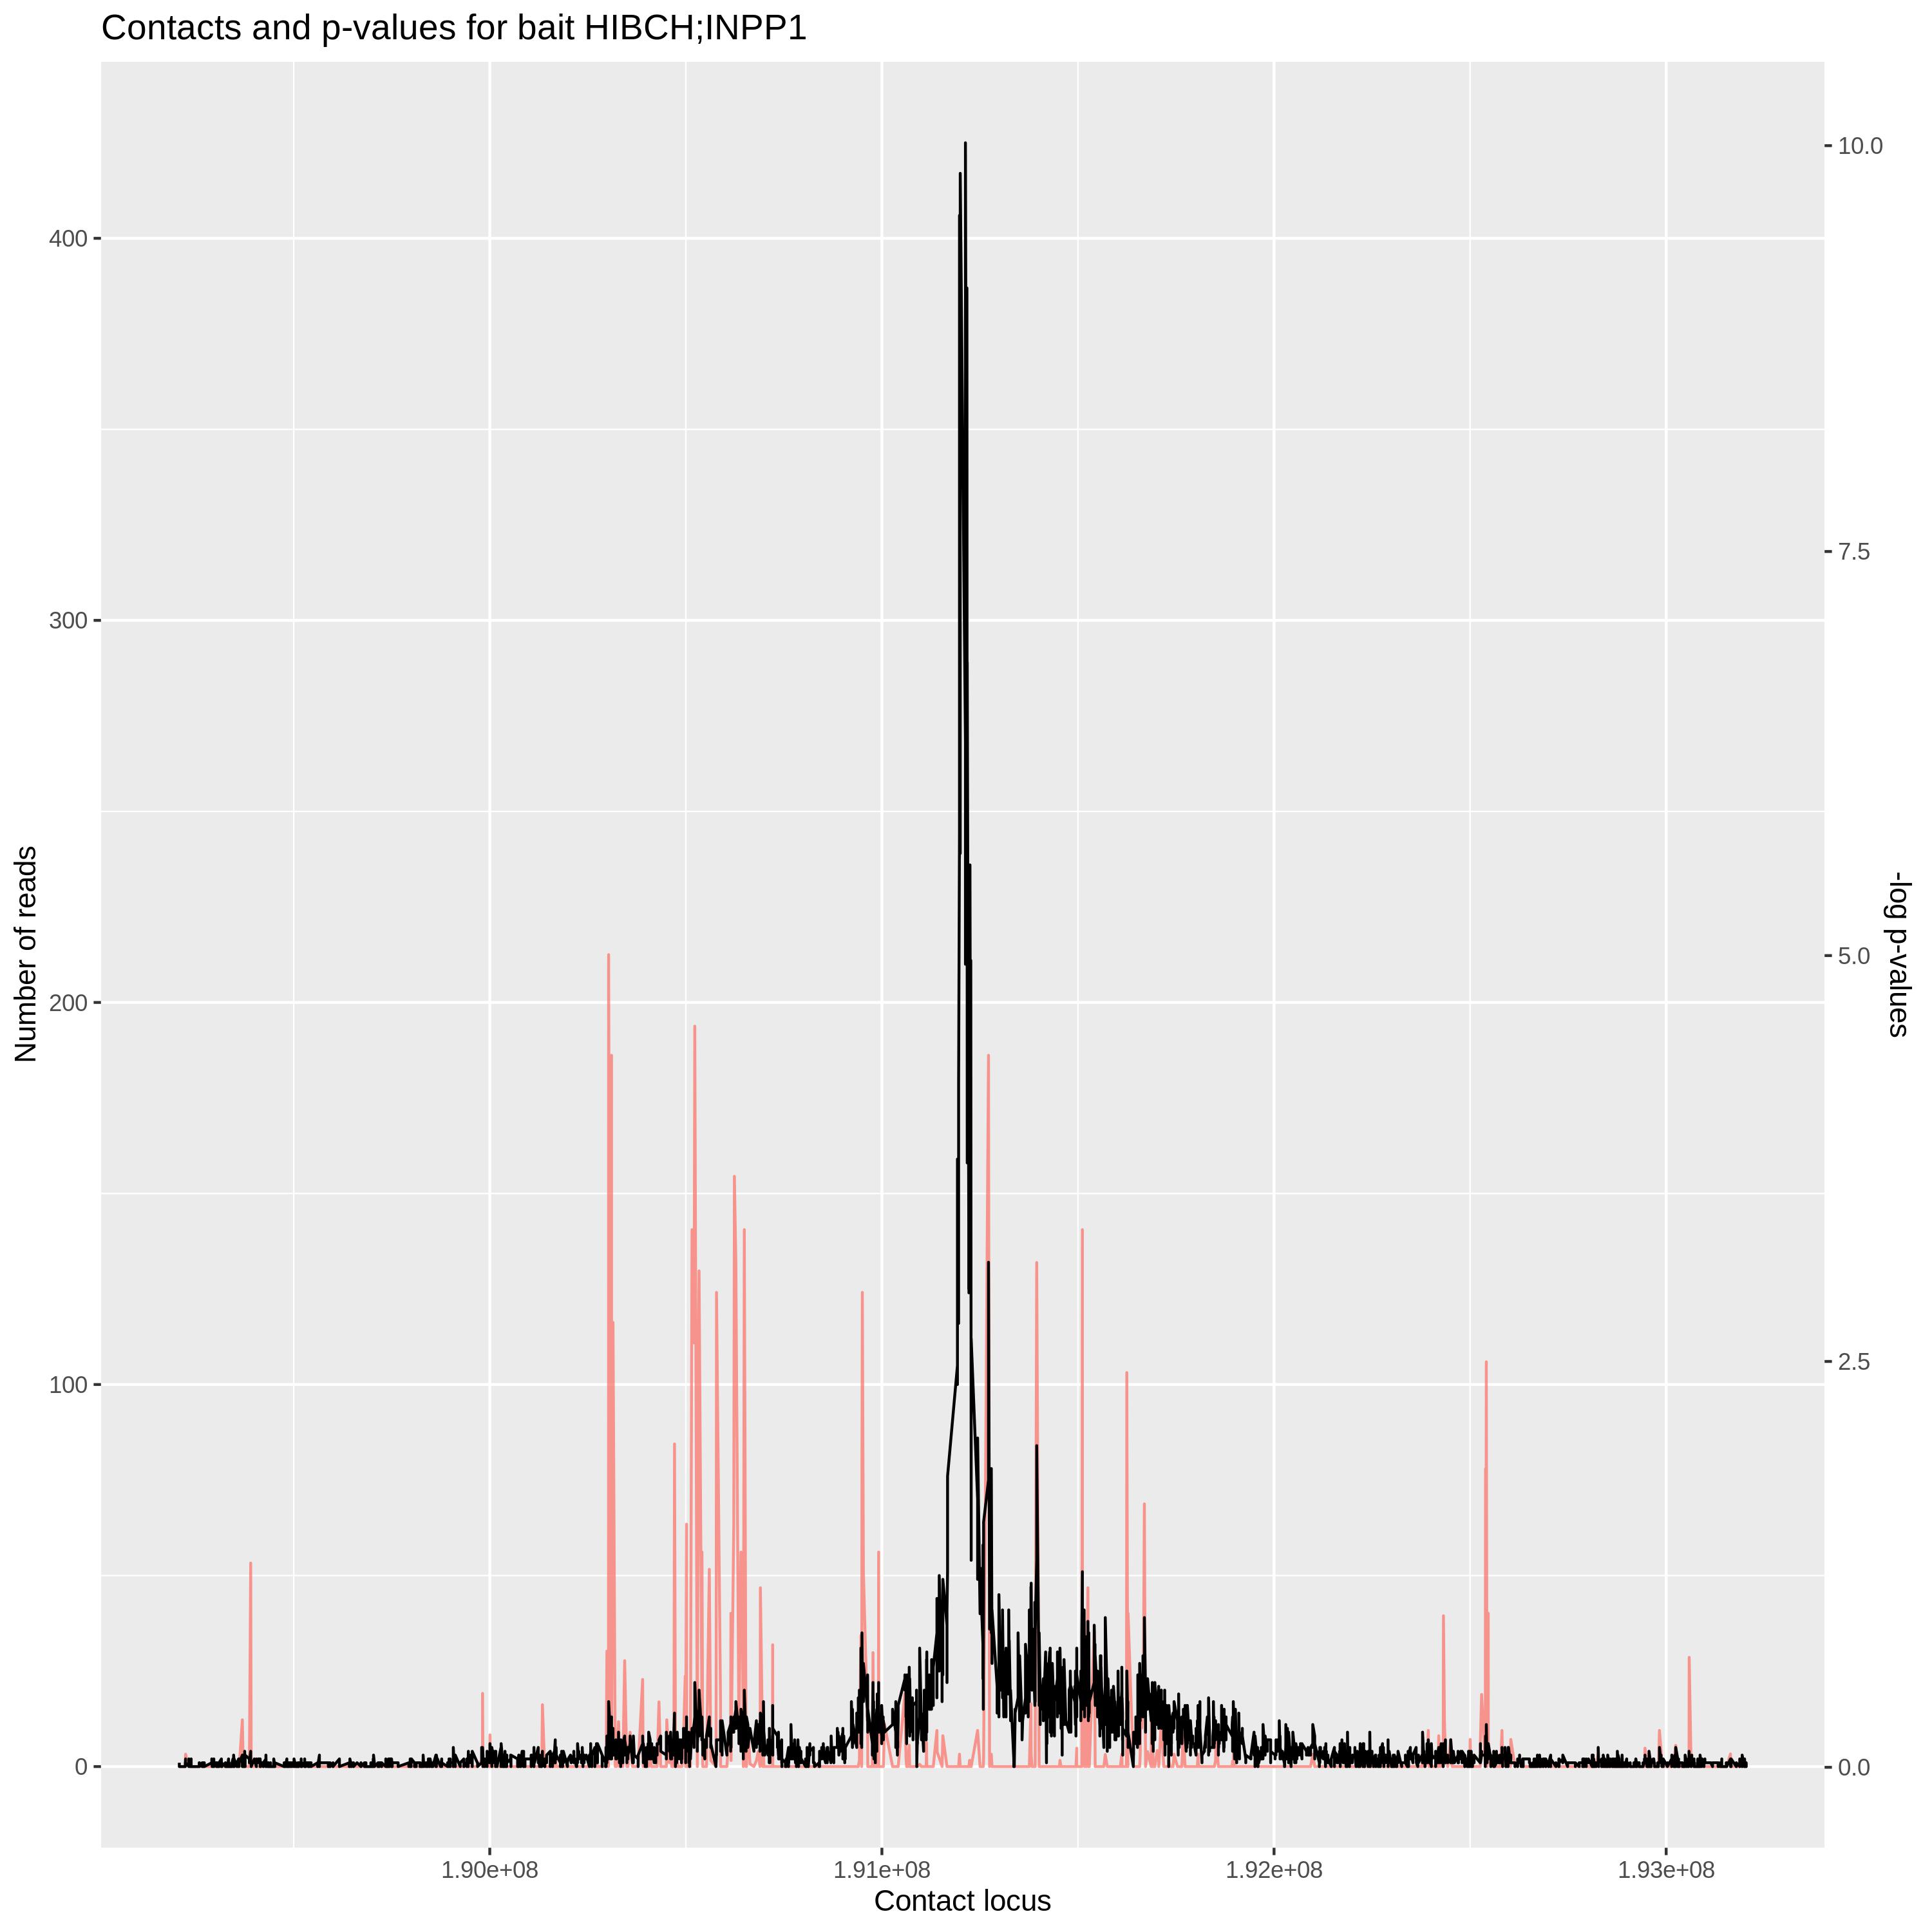 Contacts and p-values for bait HIBCH;INPP1
Number of reads
400
300
200
100
0
10.0
7.5
5.0
2.5
0.0
-log p-values
1.90e+08
1.91e+08
1.92e+08
1.93e+08
Contact locus